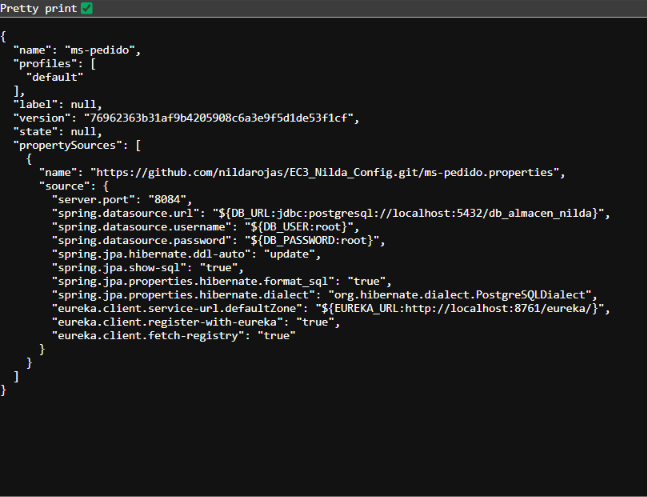 Pretty print
{
  "name": "ms-pedido",
  "profiles": [
    "default"
  ],
  "label": null,
  "version": "76962363b31af9b4205908c6a3e9f5d1de53f1cf",
  "state": null,
  "propertySources": [
    {
      "name": "https://github.com/nildarojas/EC3_Nilda_Config.git/ms-pedido.properties",
      "source": {
        "server.port": "8084",
        "spring.datasource.url": "${DB_URL:jdbc:postgresql://localhost:5432/db_almacen_nilda}",
        "spring.datasource.username": "${DB_USER:root}",
        "spring.datasource.password": "${DB_PASSWORD:root}",
        "spring.jpa.hibernate.ddl-auto": "update",
        "spring.jpa.show-sql": "true",
        "spring.jpa.properties.hibernate.format_sql": "true",
        "spring.jpa.properties.hibernate.dialect": "org.hibernate.dialect.PostgreSQLDialect",
        "eureka.client.service-url.defaultZone": "${EUREKA_URL:http://localhost:8761/eureka/}",
        "eureka.client.register-with-eureka": "true",
        "eureka.client.fetch-registry": "true"
      }
    }
  ]
}